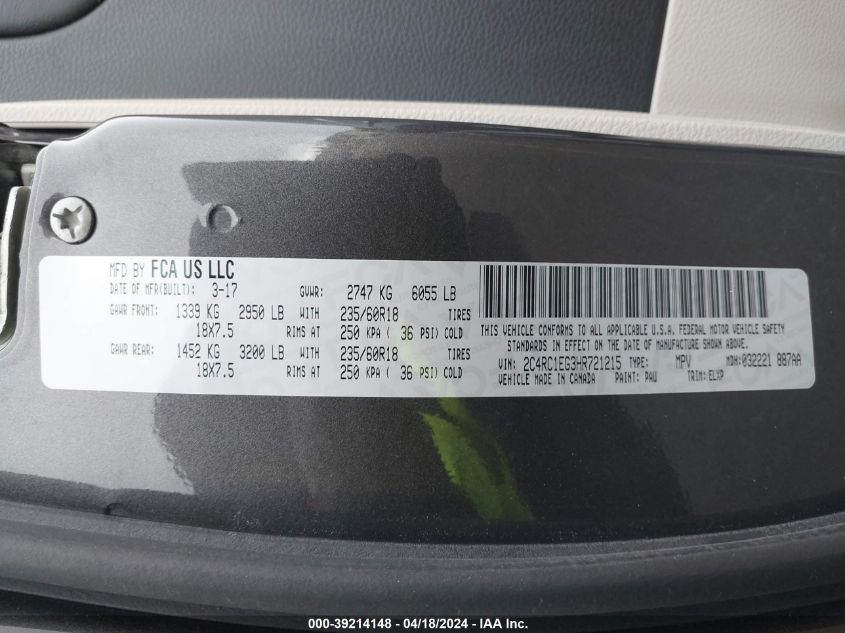 MFD BY FCA US LLC
DATE OF MFR(BUILT): 3-17 GVWR: 2747 KG 6055 LB
GAWR FRONT: 1339 KG 2950 LB WITH 235/60R18 TIRES
18X7.5 RIMS AT 250 KPA ( 36 PSI) COLD
GAWR REAR: 1452 KG 3200 LB WITH 235/60R18 TIRES
18X7.5 RIMS AT 250 KPA ( 36 PSI) COLD
THIS VEHICLE CONFORMS TO ALL APPLICABLE U.S.A. FEDERAL MOTOR VEHICLE SAFETY
STANDARDS IN EFFECT ON THE DATE OF MANUFACTURE SHOWN ABOVE.
VIN: 2C4RC1EG3HR721215 TYPE: MPV MDH:032221 887AA
VEHICLE MADE IN CANADA PAINT: PAU TRIM: ELXP
000-39214148 - 04/18/2024 - IAA Inc.